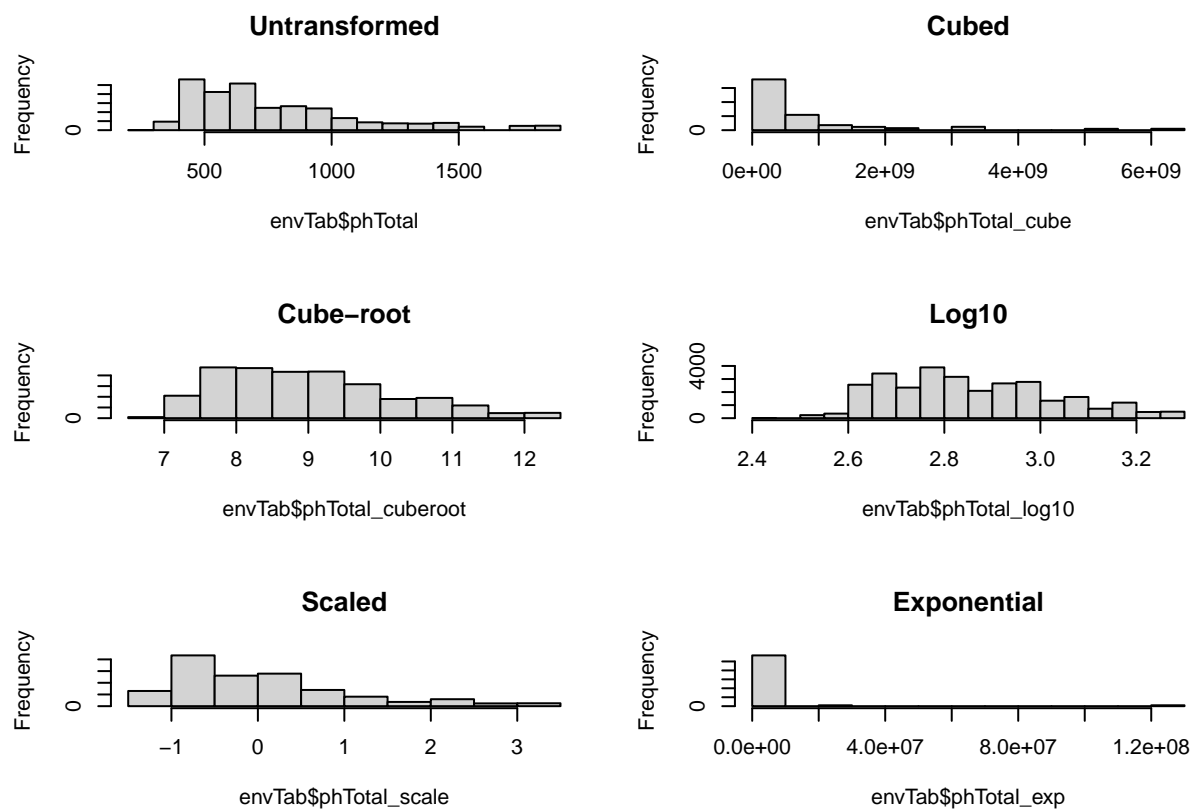 Untransformed
Frequency
0
500 1000 1500
envTab$phTotal
Cubed
Frequency
0
0e+00 2e+09 4e+09 6e+09
envTab$phTotal_cube
Cube−root
Frequency
0
7 8 9 10 11 12
envTab$phTotal_cuberoot
Log10
Frequency
0 4000
2.4 2.6 2.8 3.0 3.2
envTab$phTotal_log10
Scaled
Frequency
0
−1 0 1 2 3
envTab$phTotal_scale
Exponential
Frequency
0
0.0e+00 4.0e+07 8.0e+07 1.2e+08
envTab$phTotal_exp